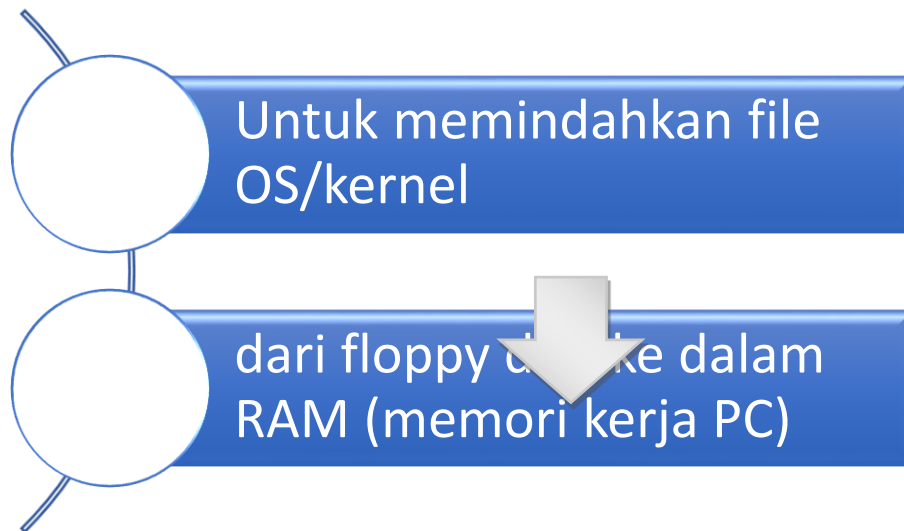 Untuk memindahkan file
OS/kernel
dari floppy ke dalam
RAM (memori kerja PC)